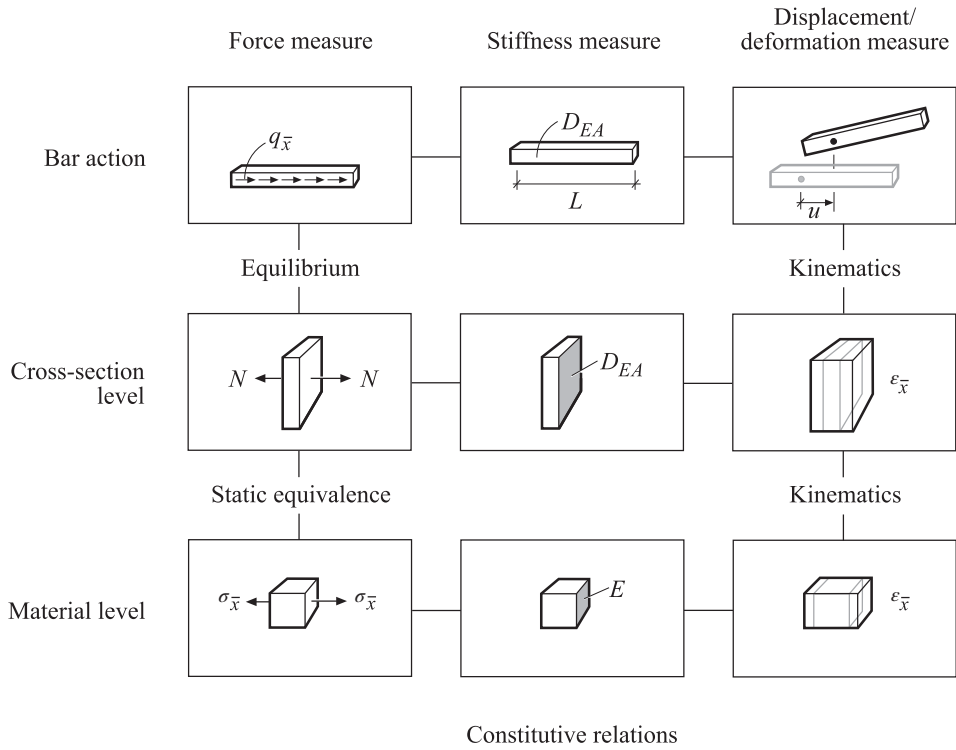 Displacement/
Force measure Stiffness measure deformation measure
Bar action
q_x̄
D_EA
L
u
Equilibrium Kinematics
Cross-section
level
N N
D_EA
ε_x̄
Static equivalence Kinematics
Material level
σ_x̄ σ_x̄
E
ε_x̄
Constitutive relations